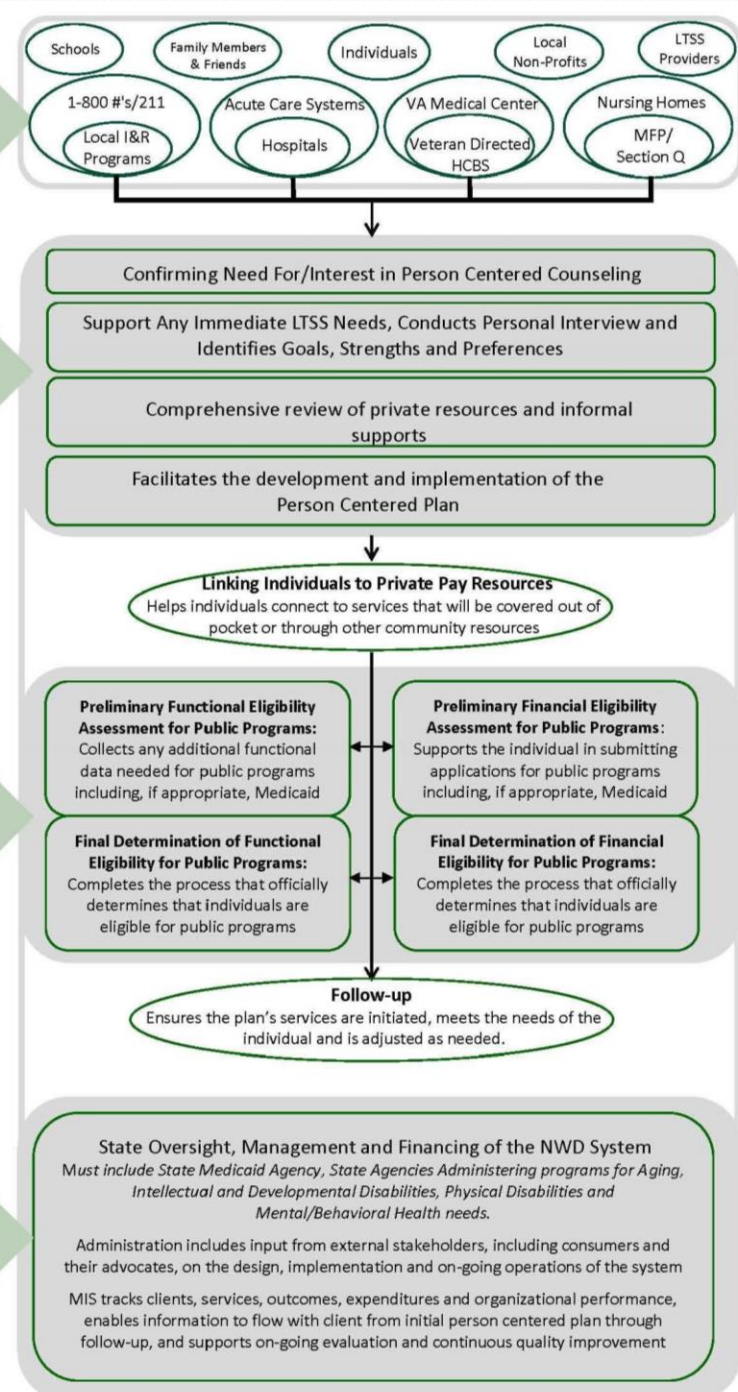 Schools
Family Members
& Friends
Individuals
Local
Non-Profits
LTSS
Providers
1-800 #'s/211
Local I&R
Programs
Acute Care Systems
Hospitals
VA Medical Center
Veteran Directed
HCBS
Nursing Homes
MFP/
Section Q
Confirming Need For/Interest in Person Centered Counseling
Support Any Immediate LTSS Needs, Conducts Personal Interview and
Identifies Goals, Strengths and Preferences
Comprehensive review of private resources and informal
supports
Facilitates the development and implementation of the
Person Centered Plan
Linking Individuals to Private Pay Resources
Helps individuals connect to services that will be covered out of
pocket or through other community resources
Preliminary Functional Eligibility
Assessment for Public Programs:
Collects any additional functional
data needed for public programs
including, if appropriate, Medicaid
Preliminary Financial Eligibility
Assessment for Public Programs:
Supports the individual in submitting
applications for public programs
including, if appropriate, Medicaid
Final Determination of Functional
Eligibility for Public Programs:
Completes the process that officially
determines that individuals are
eligible for public programs
Final Determination of Financial
Eligibility for Public Programs:
Completes the process that officially
determines that individuals are
eligible for public programs
Follow-up
Ensures the plan's services are initiated, meets the needs of the
individual and is adjusted as needed.
State Oversight, Management and Financing of the NWD System
Must include State Medicaid Agency, State Agencies Administering programs for Aging,
Intellectual and Developmental Disabilities, Physical Disabilities and
Mental/Behavioral Health needs.
Administration includes input from external stakeholders, including consumers and
their advocates, on the design, implementation and on-going operations of the system
MIS tracks clients, services, outcomes, expenditures and organizational performance,
enables information to flow with client from initial person centered plan through
follow-up, and supports on-going evaluation and continuous quality improvement